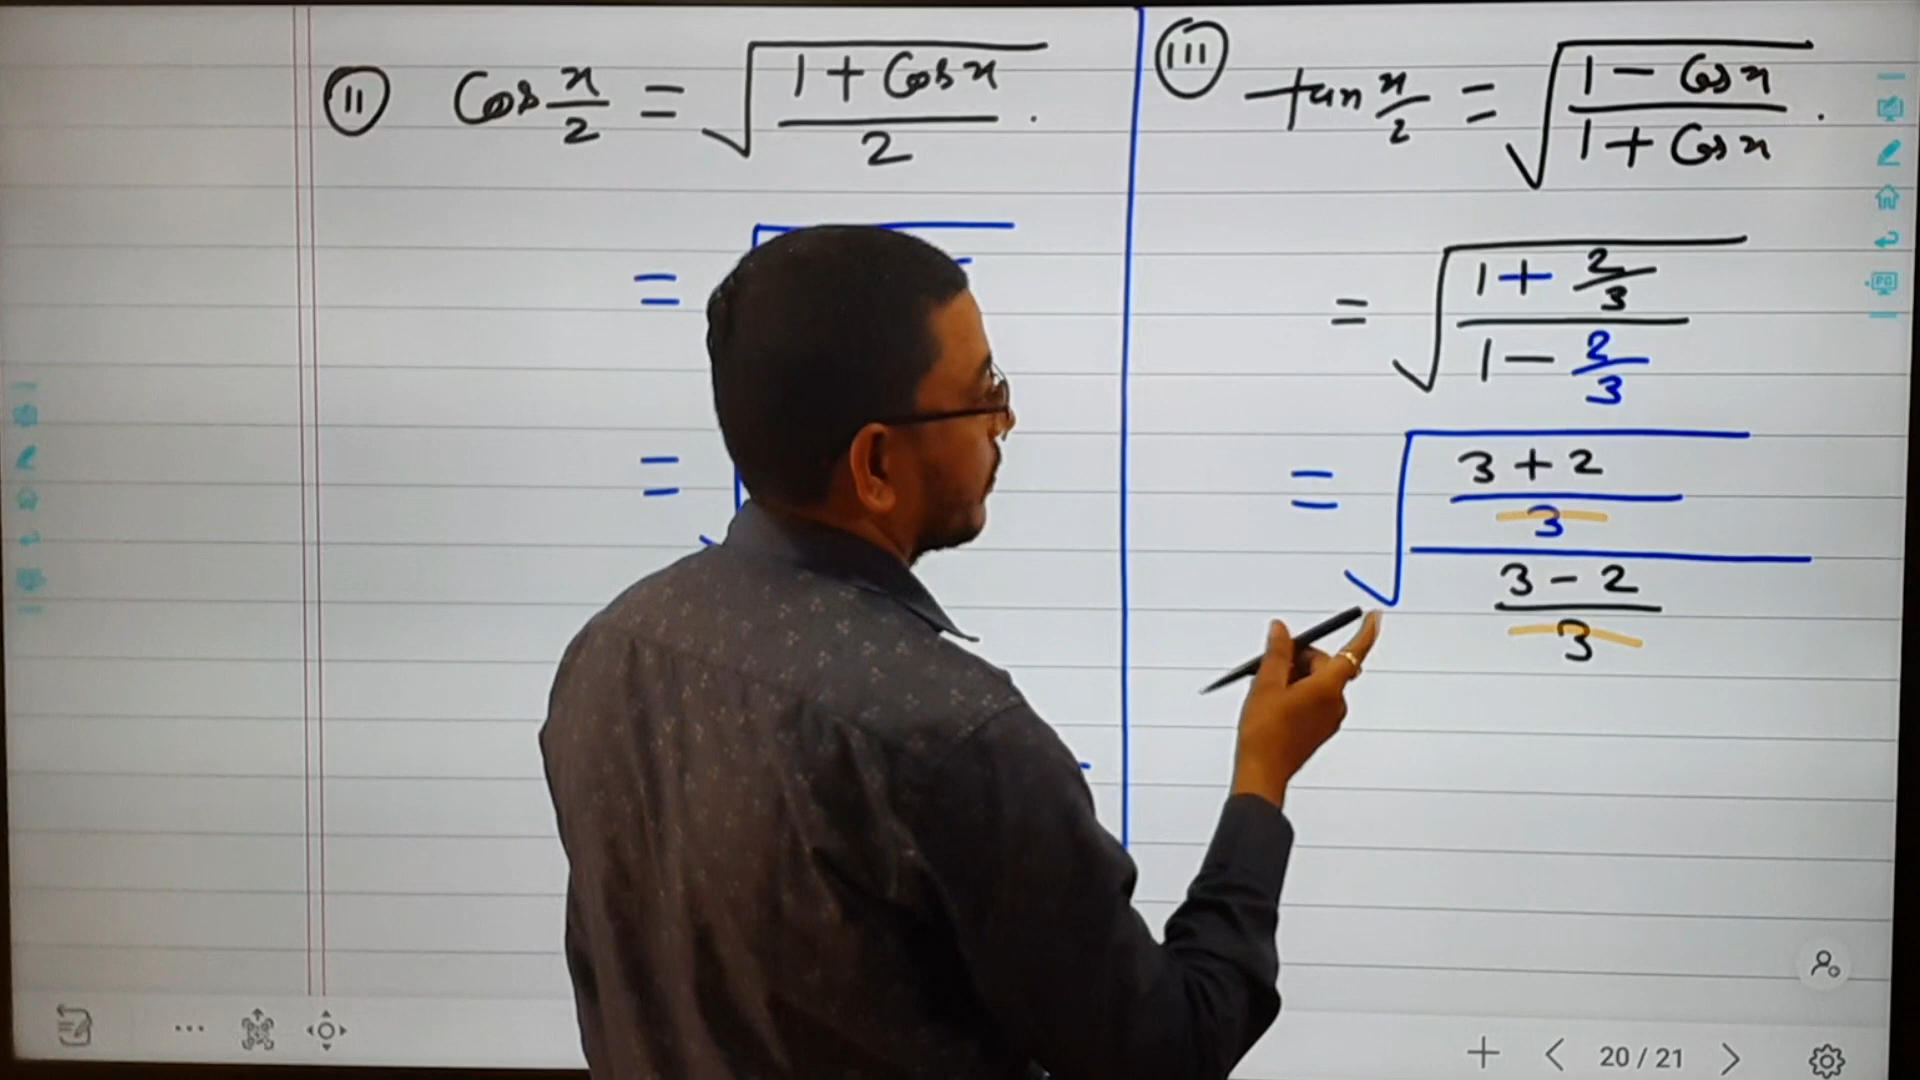 (ii) Cos x/2 = √((1 + Cos x)/2) .
=
=
(iii) tan x/2 = √((1 - Cos x)/(1 + Cos x)) .
= √((1 + 2/3)/(1 - 2/3))
= √(((3 + 2)/3)/((3 - 2)/3))
20 / 21